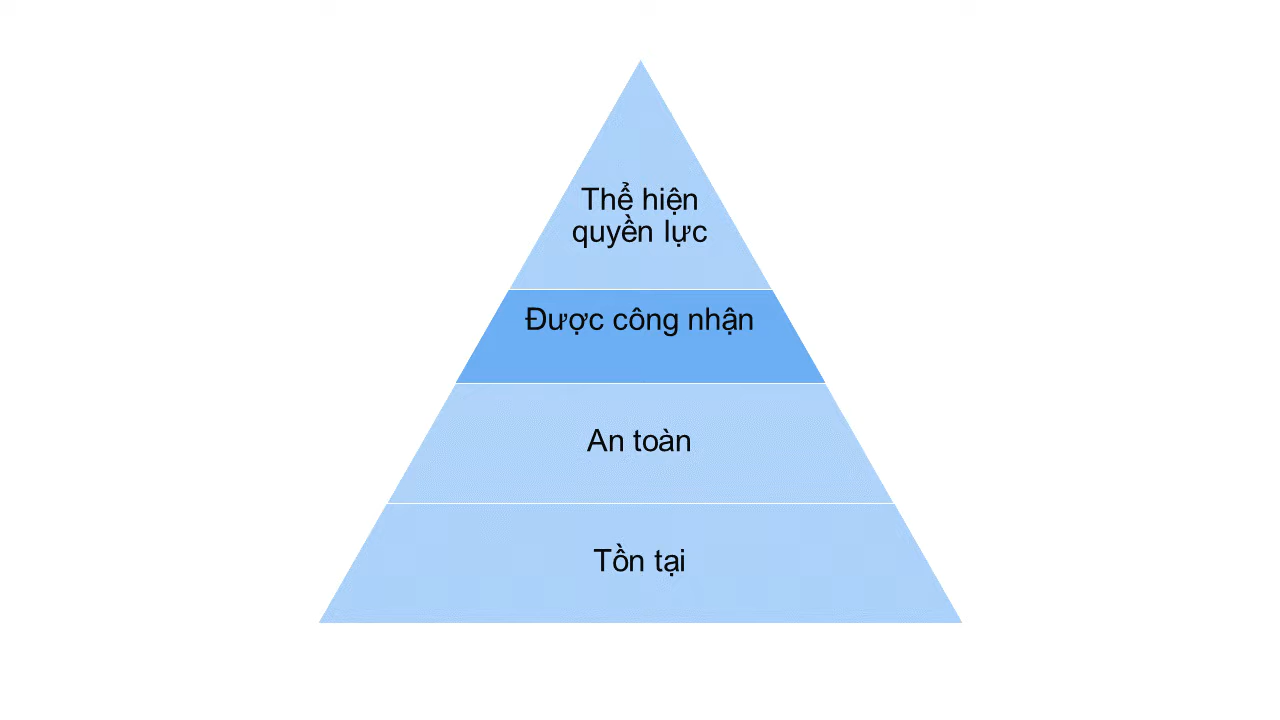 Thể hiện
quyền lực
Được công nhận
An toàn
Tồn tại